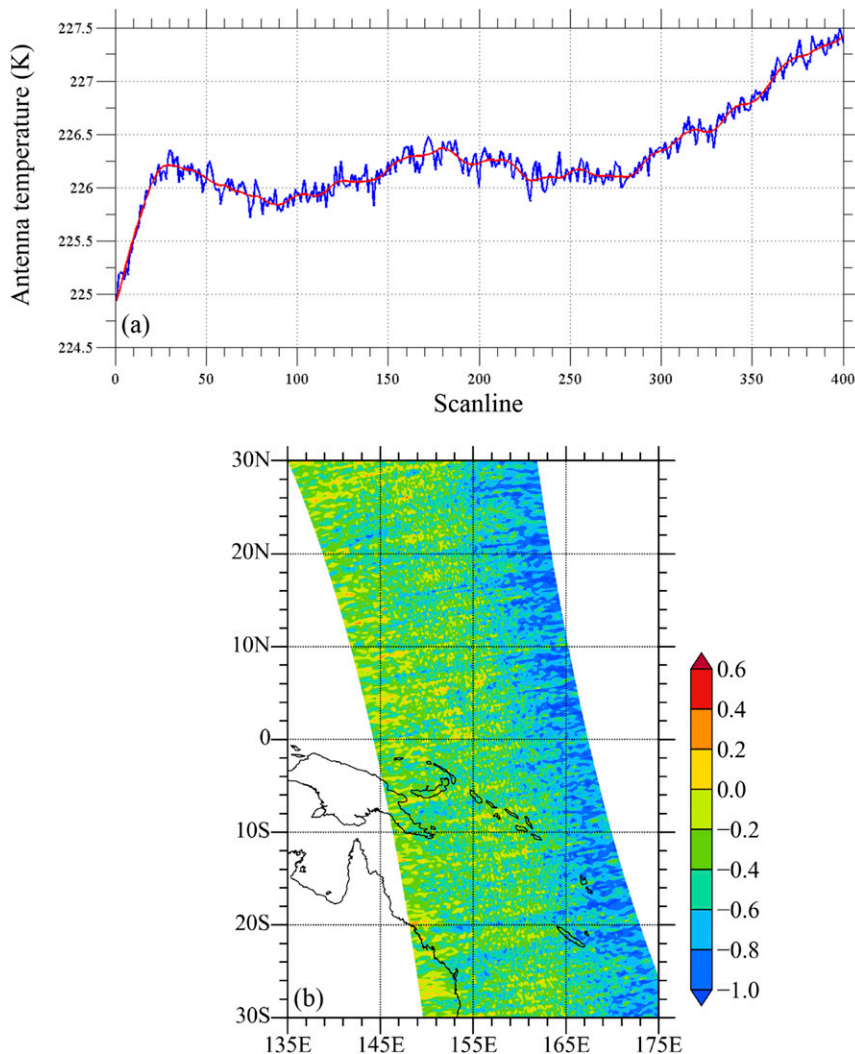 Antenna temperature (K)
227.5
227
226.5
226
225.5
225
224.5
(a)
0 50 100 150 200 250 300 350 400
Scanline
30N
20N
10N
0
10S
20S
30S
(b)
135E 145E 155E 165E 175E
0.6
0.4
0.2
0.0
−0.2
−0.4
−0.6
−0.8
−1.0